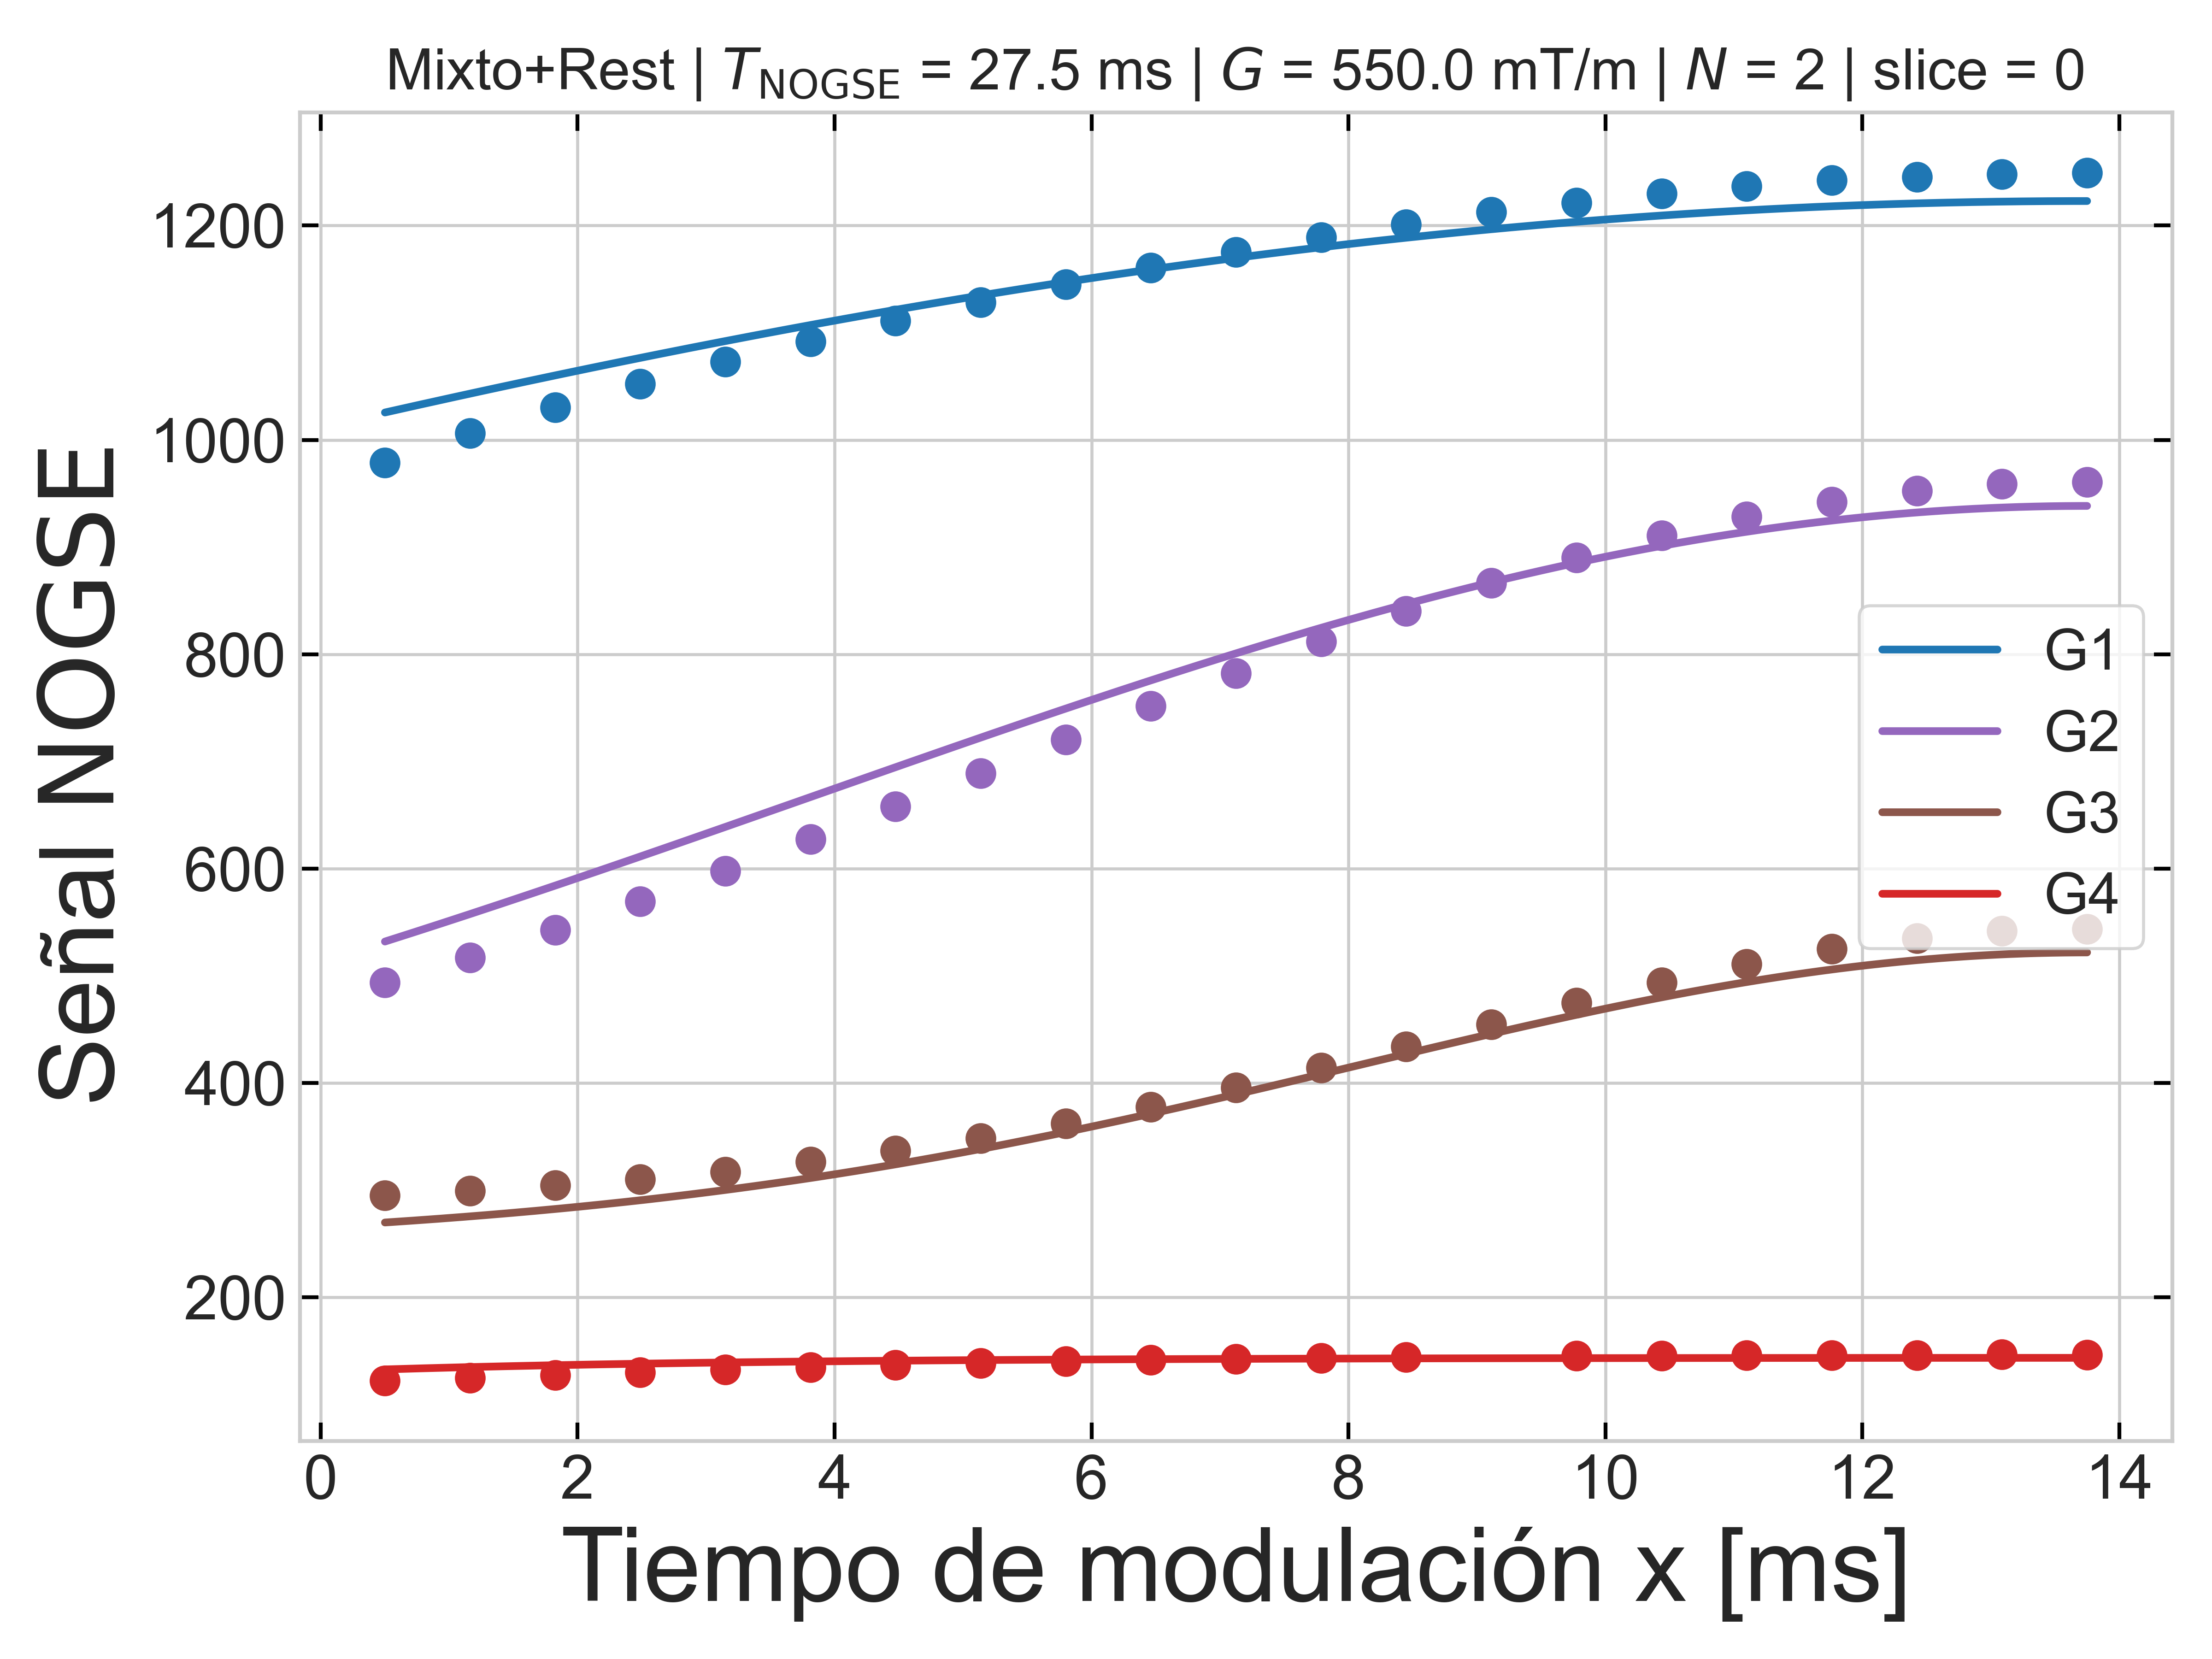 Mixto+Rest | T_NOGSE = 27.5 ms | G = 550.0 mT/m | N = 2 | slice = 0
Señal NOGSE
1200
1000
800
600
400
200
G1
G2
G3
G4
0 2 4 6 8 10 12 14
Tiempo de modulación x [ms]